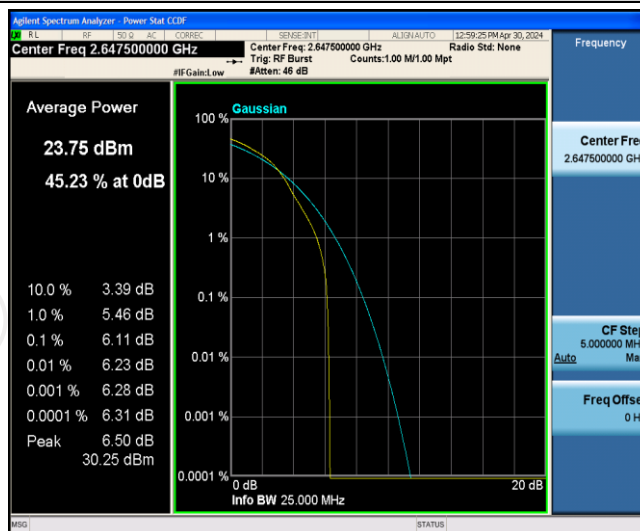 Agilent Spectrum Analyzer - Power Stat CCDF
RL RF 50 Ω AC CORREC SENSE:INT ALIGNAUTO 12:59:25 PM Apr 30, 2024
Center Freq 2.647500000 GHz
Center Freq: 2.647500000 GHz Radio Std: None
Trig: RF Burst Counts:1.00 M/1.00 Mpt
#IFGain:Low #Atten: 46 dB
Frequency
Average Power
23.75 dBm
45.23 % at 0dB
10.0 % 3.39 dB
1.0 % 5.46 dB
0.1 % 6.11 dB
0.01 % 6.23 dB
0.001 % 6.28 dB
0.0001 % 6.31 dB
Peak 6.50 dB
30.25 dBm
Gaussian
100 %
10 %
1 %
0.1 %
0.01 %
0.001 %
0.0001 %
0 dB 20 dB
Info BW 25.000 MHz
Center Fre
2.647500000 GH
CF Step
5.000000 MH
Auto Ma
Freq Offse
0 H
MSG STATUS